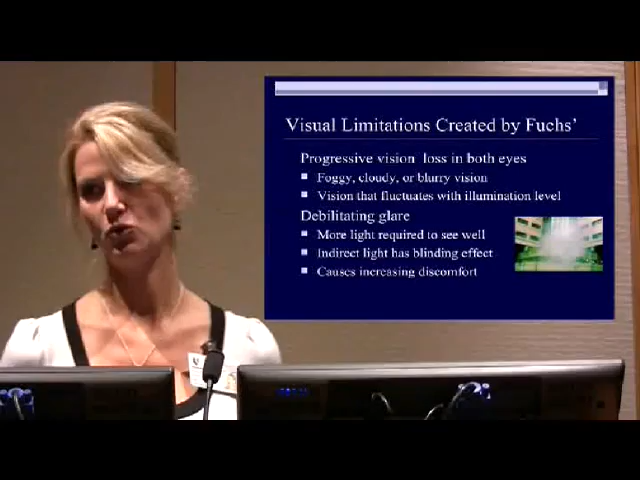 Visual Limitations Created by Fuchs'
Progressive vision loss in both eyes
Foggy, cloudy, or blurry vision
Vision that fluctuates with illumination level
Debilitating glare
More light required to see well
Indirect light has blinding effect
Causes increasing discomfort